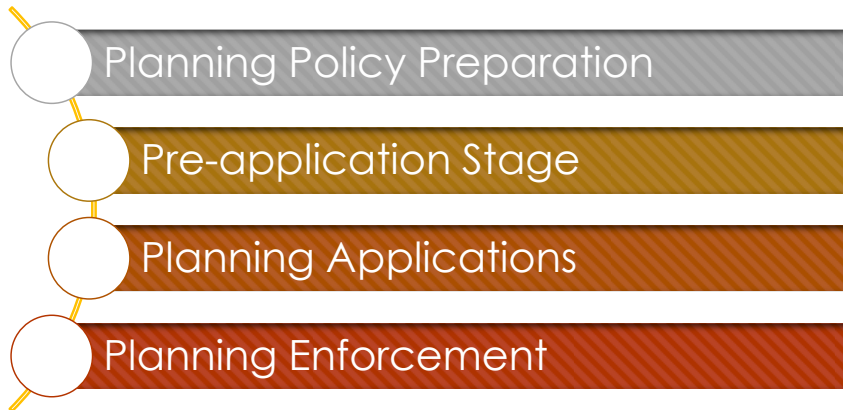 Planning Policy Preparation
Pre-application Stage
Planning Applications
Planning Enforcement